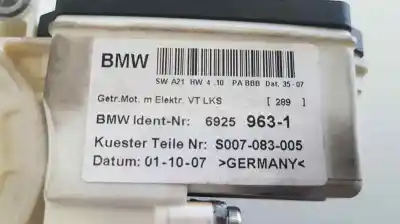 BMW
SW A21 HW 4 .10 PA BBB Dat. 35-07
Getr.Mot. m Elektr. VT LKS [ 289 ]
BMW Ident-Nr: 6925 963-1
Kuester Teile Nr: S007-083-005
Datum: 01-10-07 >GERMANY<